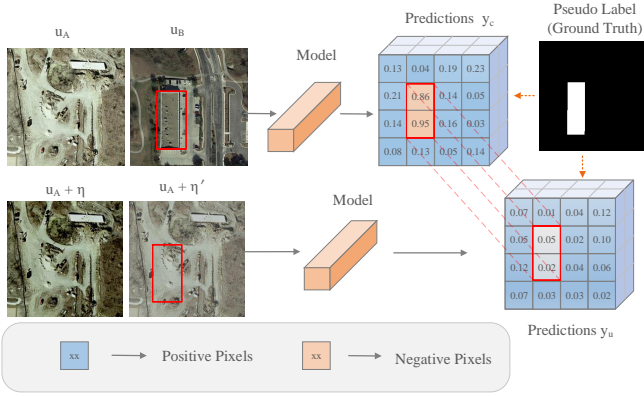 u_A
u_B
Model
Predictions y_c
Pseudo Label
(Ground Truth)
0.13 0.04 0.19 0.23
0.21 0.86 0.14 0.05
0.14 0.95 0.16 0.03
0.08 0.13 0.05 0.14
u_A + η
u_A + η′
Model
0.07 0.01 0.04 0.12
0.05 0.05 0.02 0.10
0.12 0.02 0.04 0.06
0.07 0.03 0.03 0.02
Predictions y_u
xx Positive Pixels
xx Negative Pixels